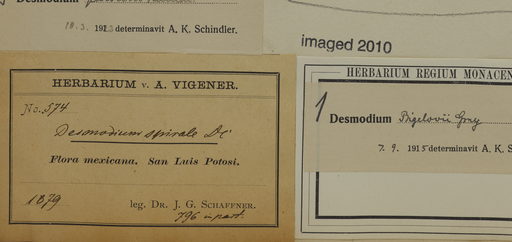 Desmodium
10.3. 1913 determinavit A. K. Schindler.
imaged 2010
HERBARIUM v. A. VIGENER.
No. 574
Desmodium spirale DC
Flora mexicana. San Luis Potosi.
1879
leg. DR. J. G. SCHAFFNER.
796 in part.
HERBARIUM REGIUM MONACEN
1
Desmodium Bigelovii Gray
7. 9. 1915 determinavit A. K. S